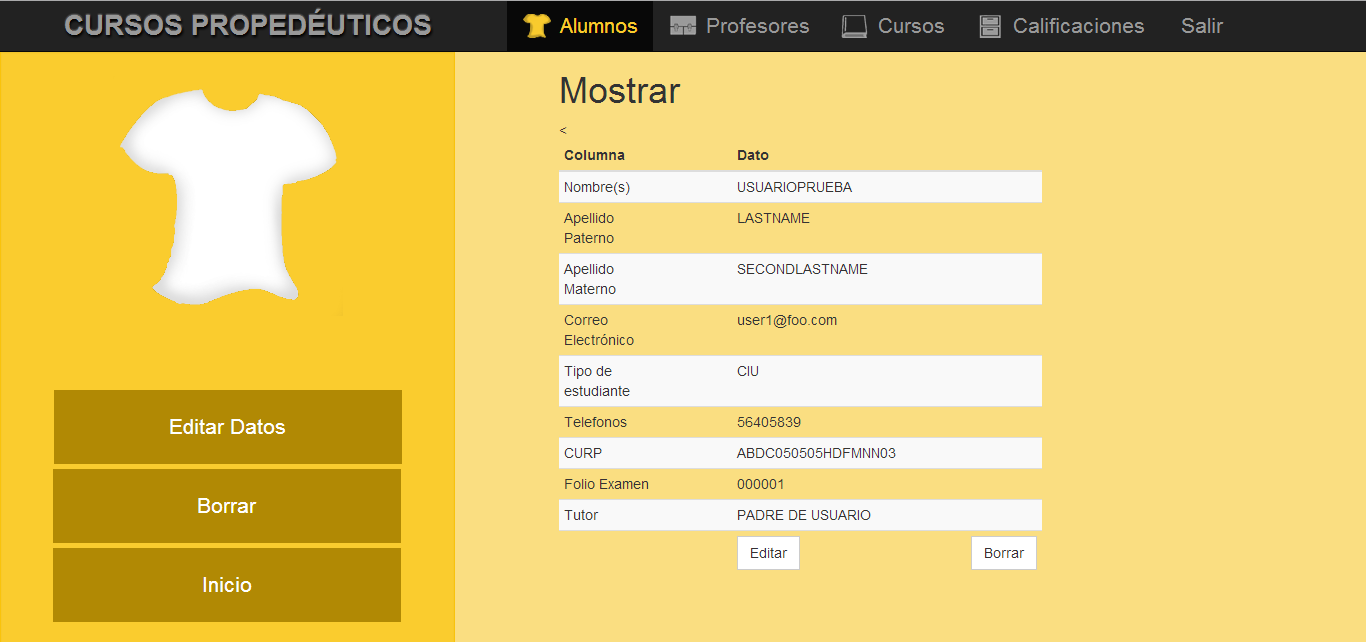 CURSOS PROPEDÉUTICOS
Alumnos
Profesores
Cursos
Calificaciones
Salir
Editar Datos
Borrar
Inicio
Mostrar
<
Columna Dato
Nombre(s) USUARIOPRUEBA
Apellido LASTNAME
Paterno
Apellido SECONDLASTNAME
Materno
Correo user1@foo.com
Electrónico
Tipo de CIU
estudiante
Telefonos 56405839
CURP ABDC050505HDFMNN03
Folio Examen 000001
Tutor PADRE DE USUARIO
Editar Borrar